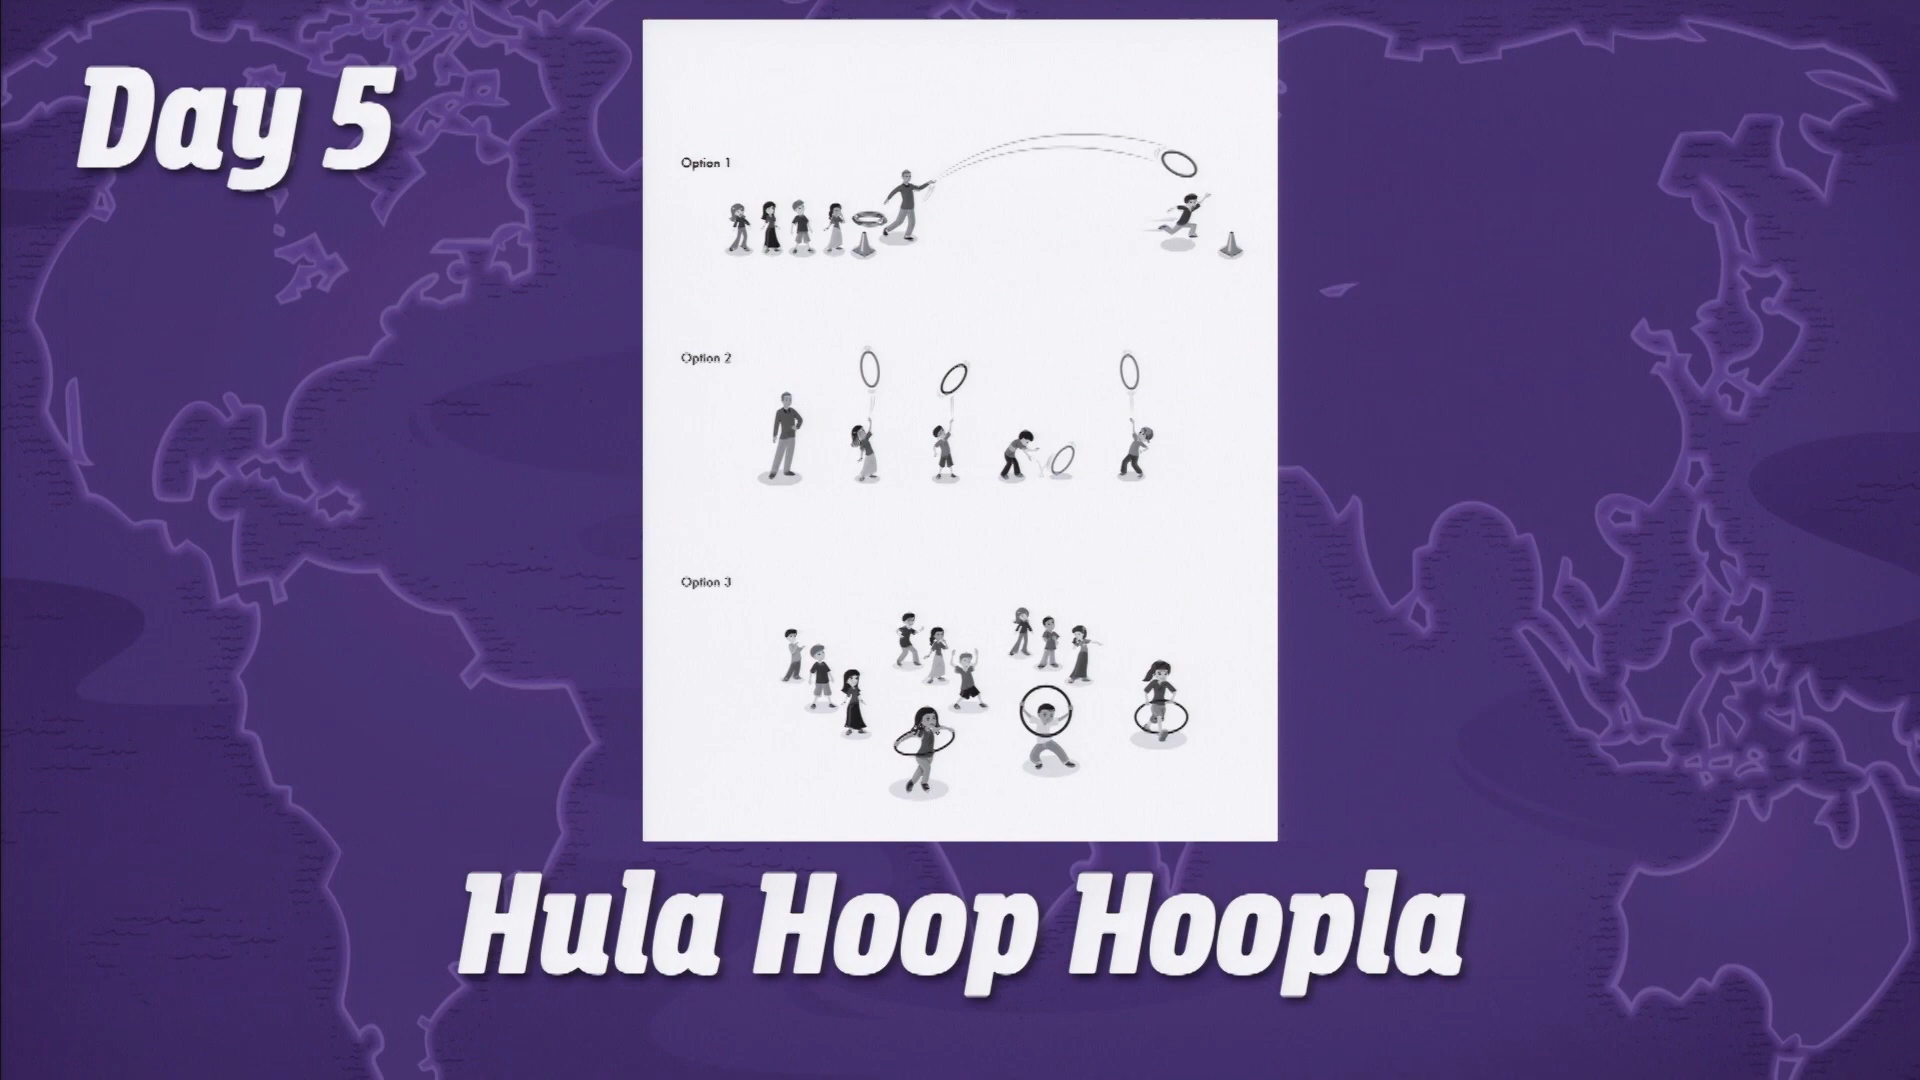 Day 5
Option 1
Option 2
Option 3
Hula Hoop Hoopla